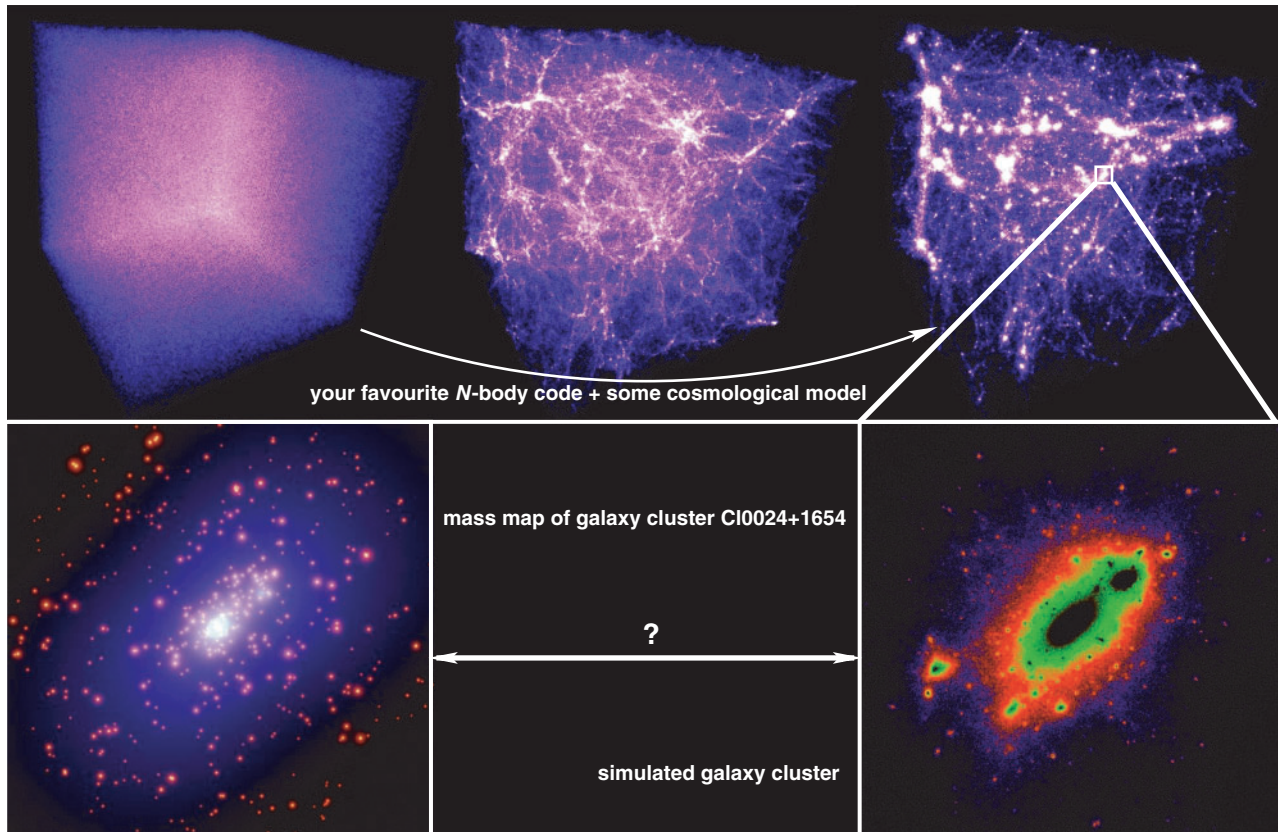 your favourite N-body code + some cosmological model
mass map of galaxy cluster Cl0024+1654
?
simulated galaxy cluster